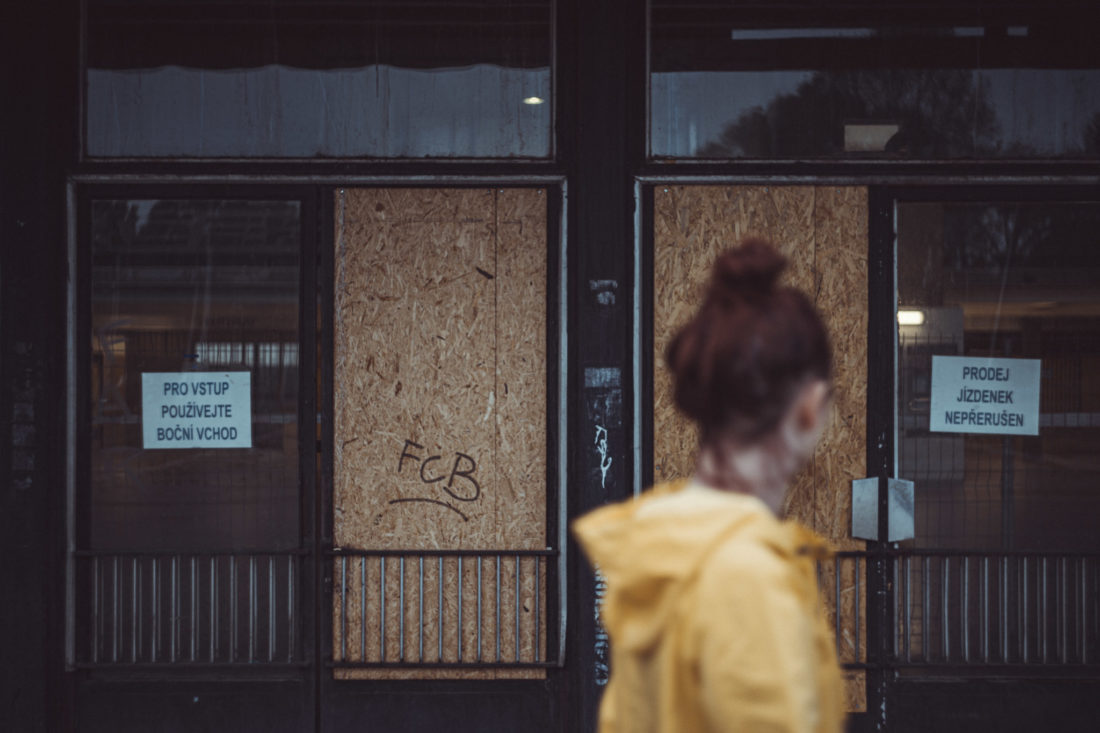 PRO VSTUP
POUŽÍVEJTE
BOČNÍ VCHOD
FCB
PRODEJ
JÍZDENEK
NEPŘERUŠEN